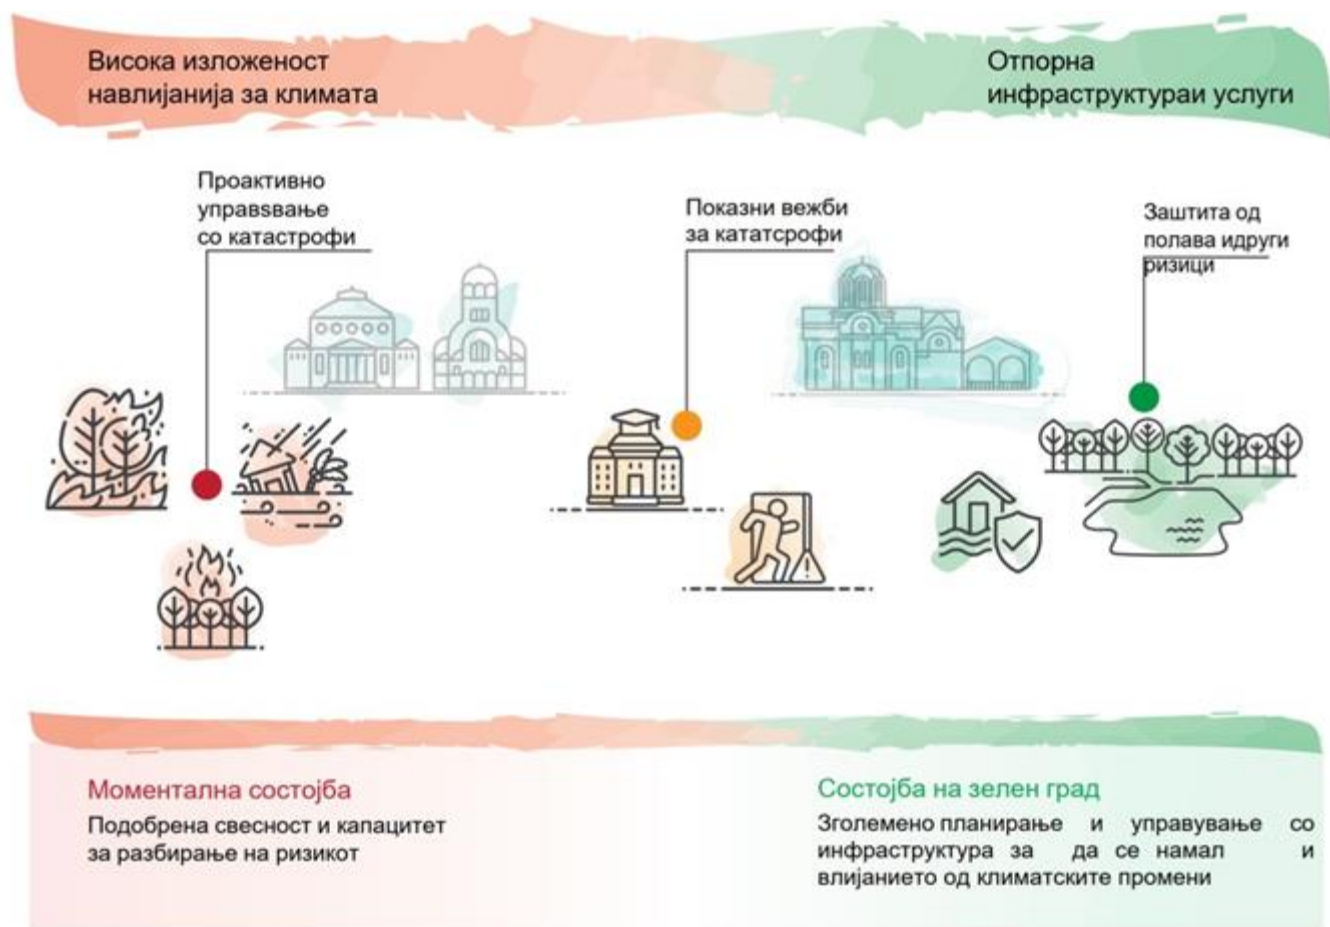 Висока изложеност
навлијанија за климата
Отпорна
инфраструктураи услуги
Проактивно
управѕвање
со катастрофи
Показни вежби
за кататсрофи
Заштита од
полава идруги
ризици
Моментална состојба
Подобрена свесност и капацитет
за разбирање на ризикот
Состојба на зелен град
Зголемено планирање и управување со
инфраструктура за да се намал и
влијанието од климатските промени